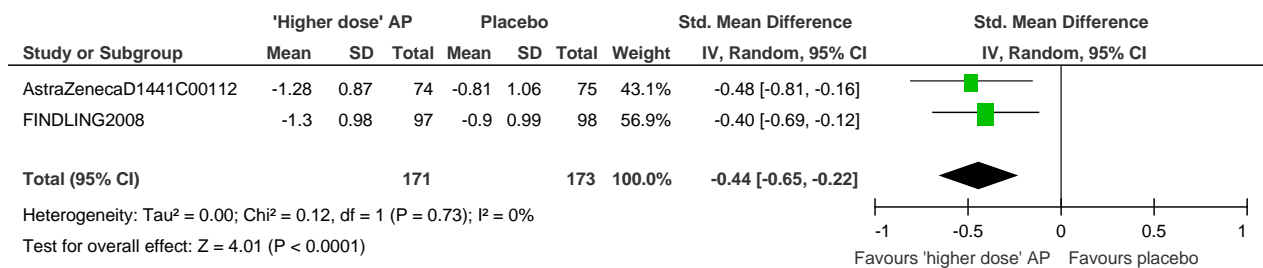 'Higher dose' AP Placebo Std. Mean Difference Std. Mean Difference
Study or Subgroup Mean SD Total Mean SD Total Weight IV, Random, 95% CI IV, Random, 95% CI
AstraZenecaD1441C00112 -1.28 0.87 74 -0.81 1.06 75 43.1% -0.48 [-0.81, -0.16]
FINDLING2008 -1.3 0.98 97 -0.9 0.99 98 56.9% -0.40 [-0.69, -0.12]
Total (95% CI) 171 173 100.0% -0.44 [-0.65, -0.22]
Heterogeneity: Tau² = 0.00; Chi² = 0.12, df = 1 (P = 0.73); I² = 0%
Test for overall effect: Z = 4.01 (P < 0.0001)
-1 -0.5 0 0.5 1
Favours 'higher dose' AP Favours placebo